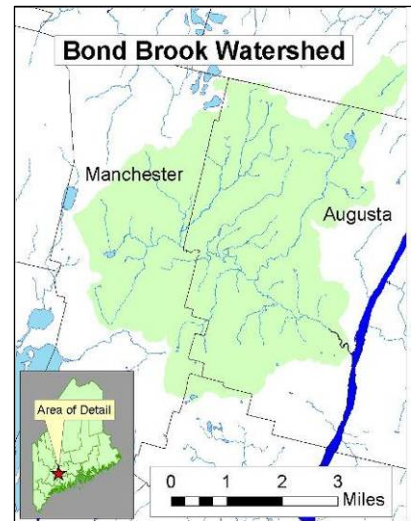 Bond Brook Watershed
Manchester
Augusta
Area of Detail
0 1 2 3
Miles